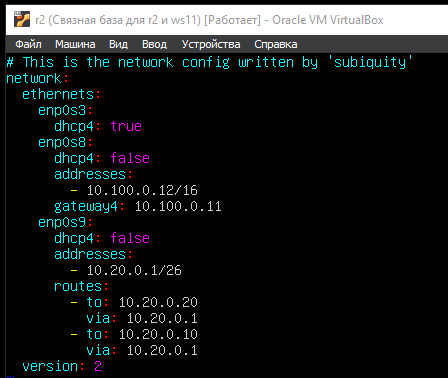 r2 (Связная база для r2 и ws11) [Работает] - Oracle VM VirtualBox
Файл Машина Вид Ввод Устройства Справка
# This is the network config written by 'subiquity'
network:
  ethernets:
    enp0s3:
      dhcp4: true
    enp0s8:
      dhcp4: false
      addresses:
        - 10.100.0.12/16
      gateway4: 10.100.0.11
    enp0s9:
      dhcp4: false
      addresses:
        - 10.20.0.1/26
      routes:
        - to: 10.20.0.20
          via: 10.20.0.1
        - to: 10.20.0.10
          via: 10.20.0.1
  version: 2